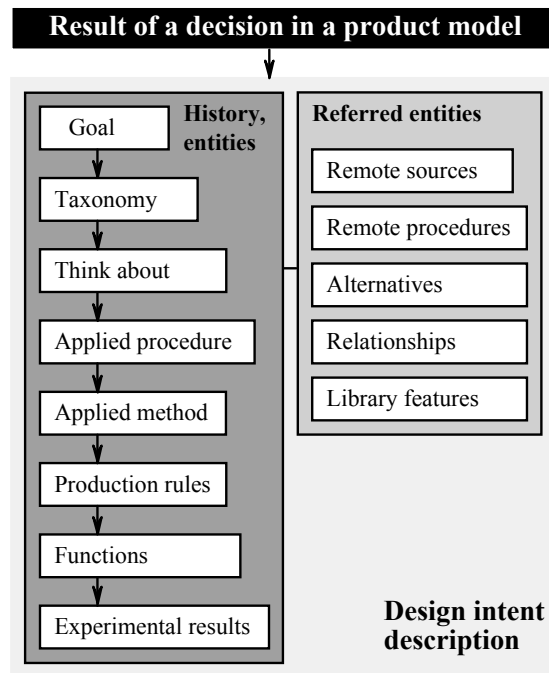 Result of a decision in a product model
History,
entities
Goal
Taxonomy
Think about
Applied procedure
Applied method
Production rules
Functions
Experimental results
Referred entities
Remote sources
Remote procedures
Alternatives
Relationships
Library features
Design intent
description